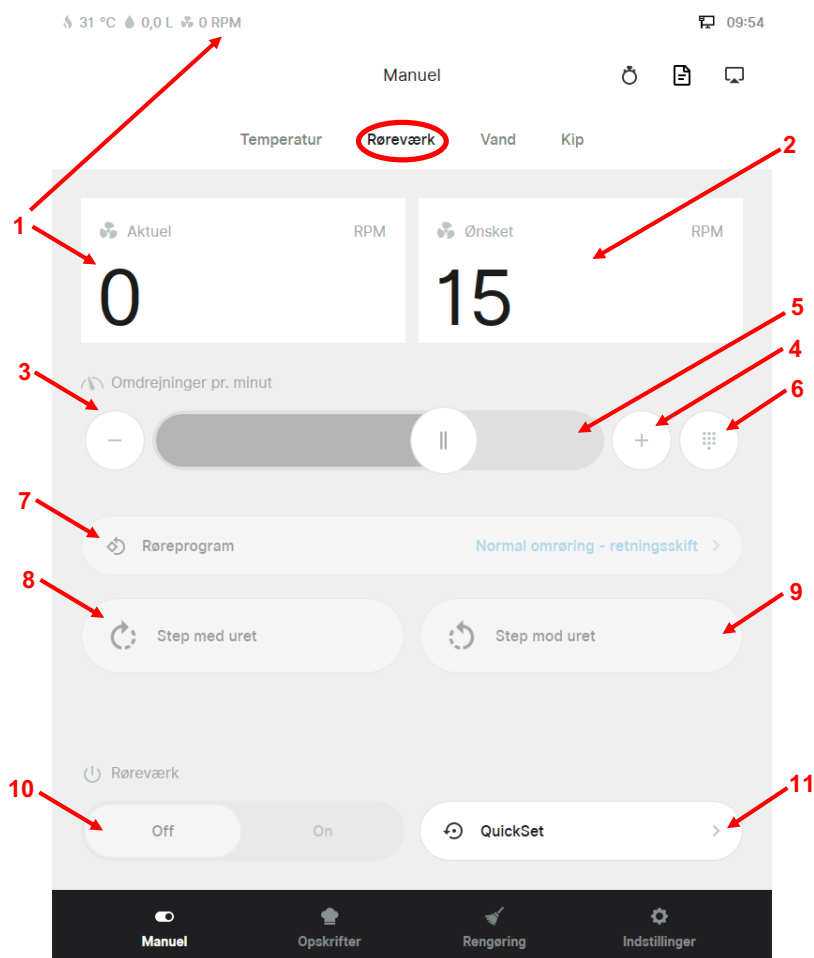 31 °C 0,0 L 0 RPM 09:54
Manuel
Temperatur Røreværk Vand Kip
1
2
Aktuel RPM
Ønsket RPM
0
15
3
4
5
6
Omdrejninger pr. minut
− +
7
Røreprogram Normal omrøring - retningsskift >
8
9
Step med uret
Step mod uret
Røreværk
10
11
Off On
QuickSet >
Manuel Opskrifter Rengøring Indstillinger